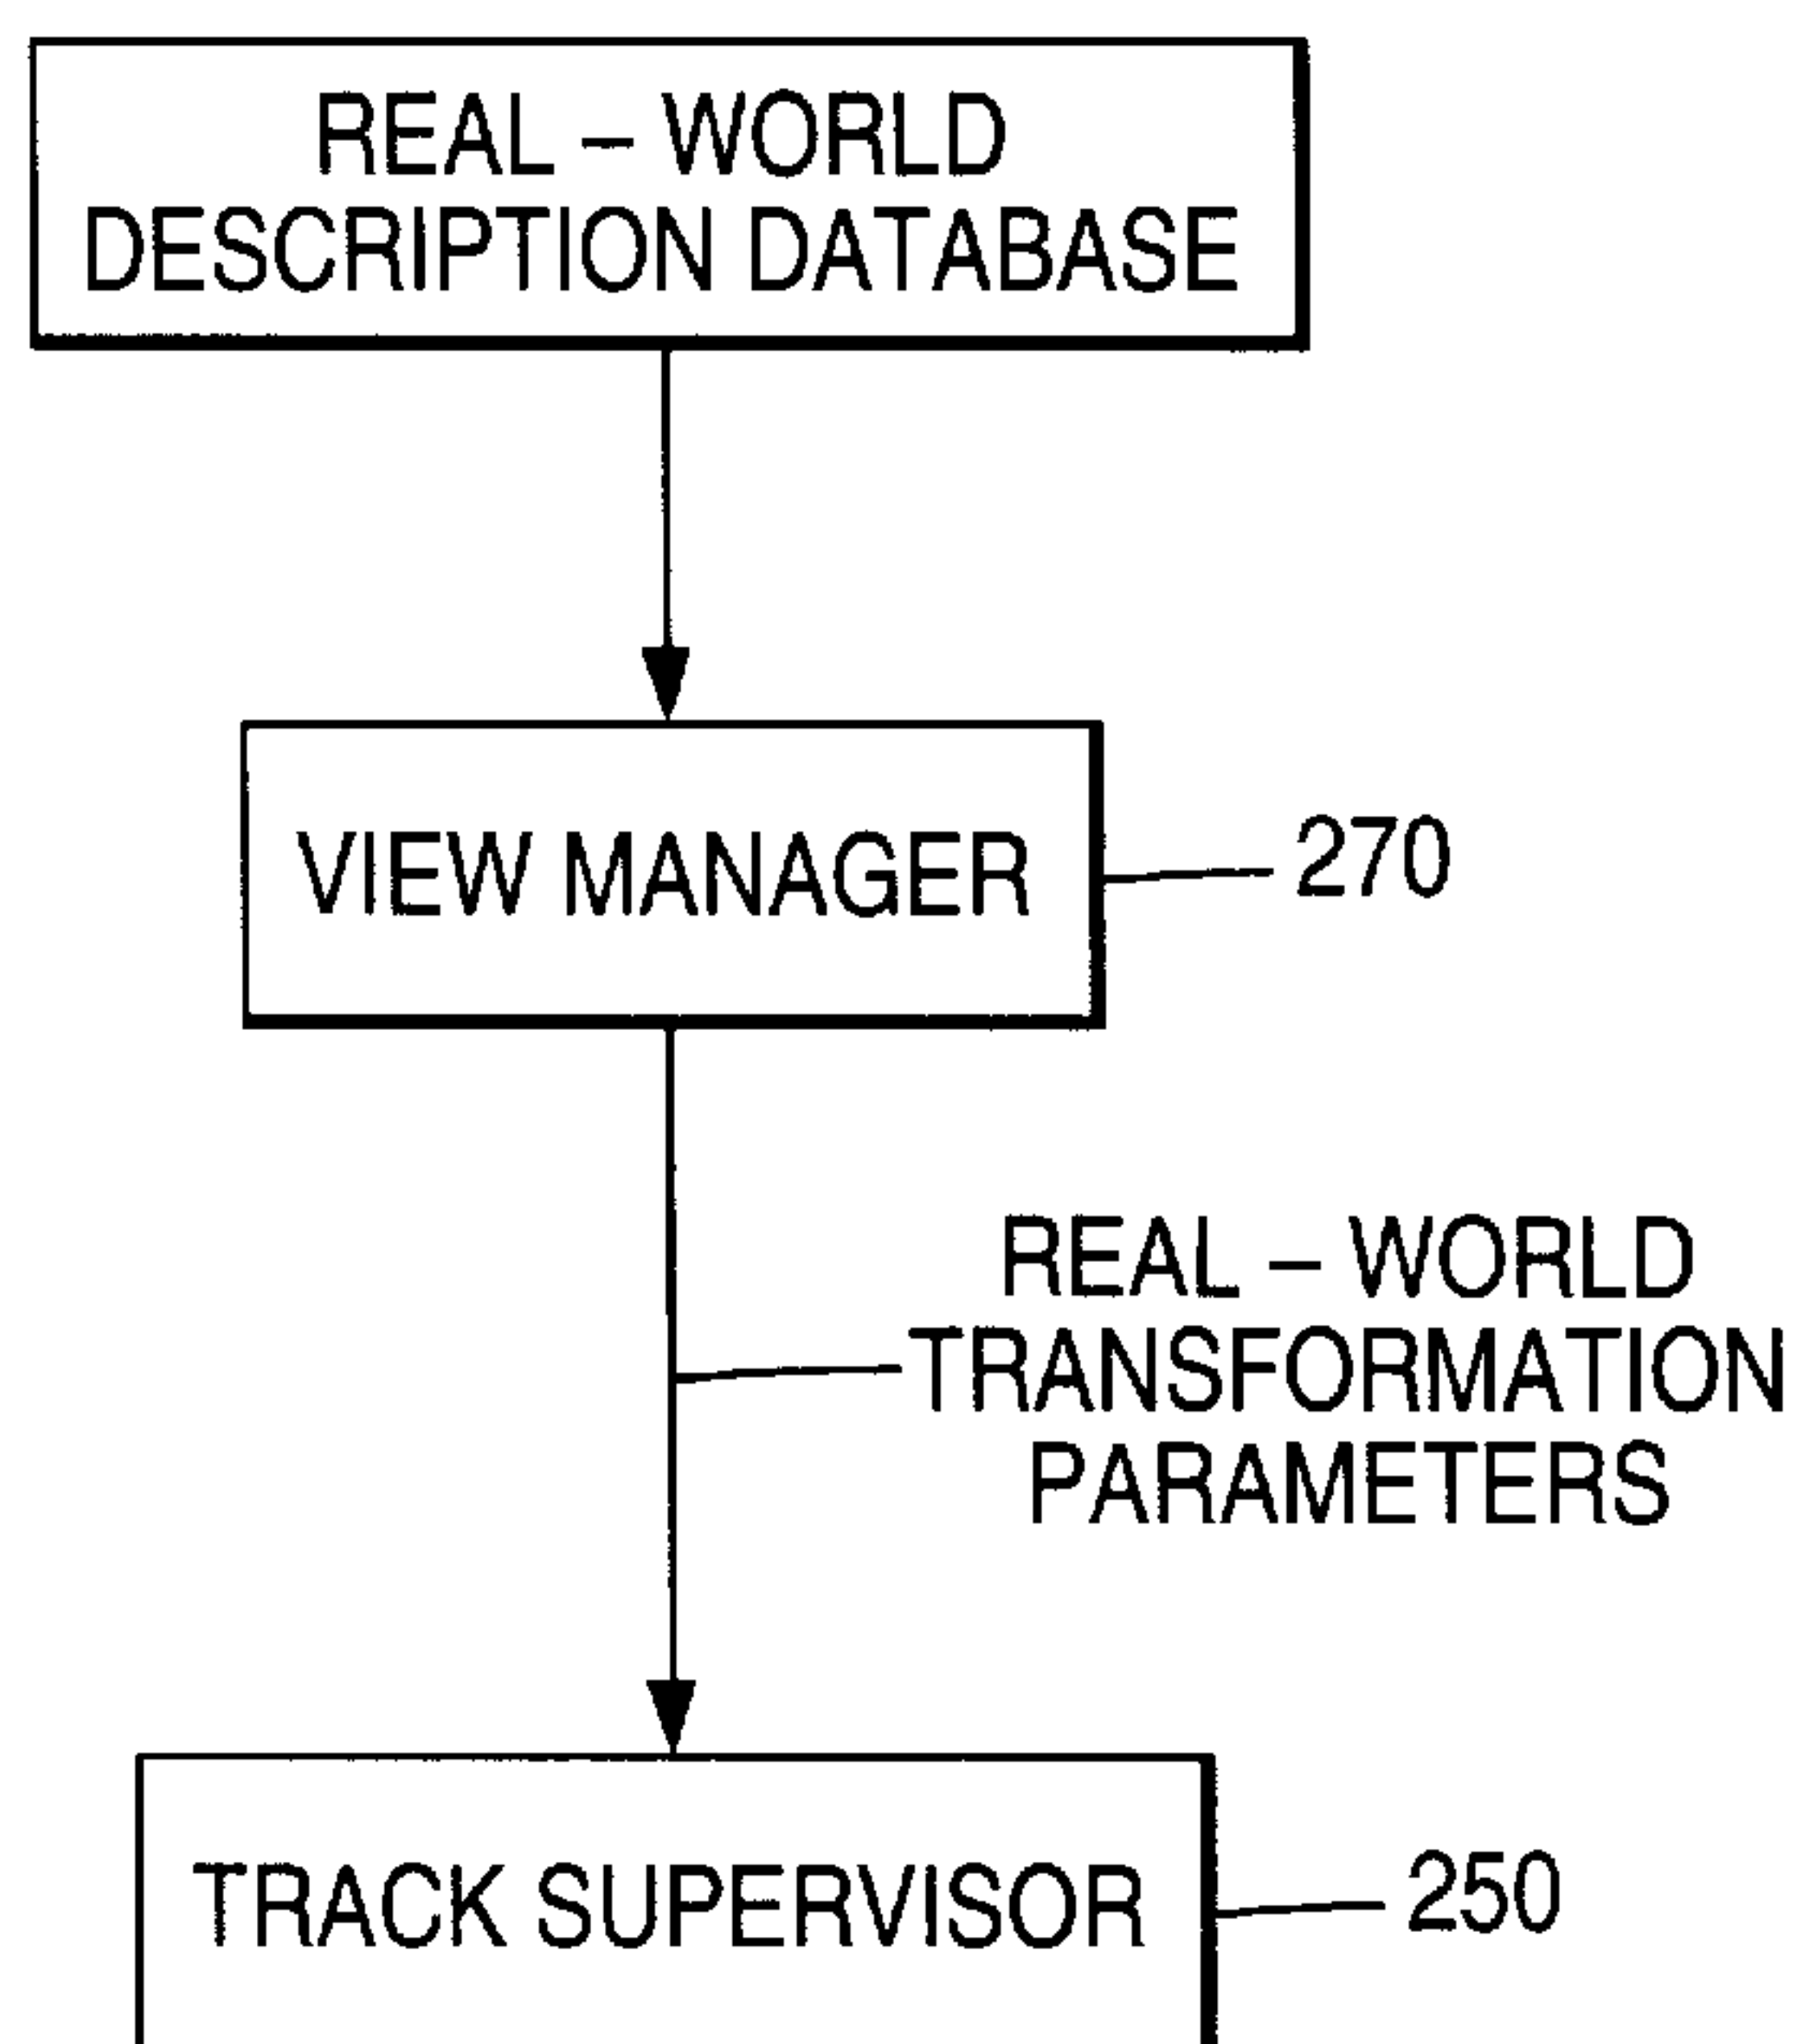 REAL – WORLD
DESCRIPTION DATABASE
VIEW MANAGER
270
REAL – WORLD
TRANSFORMATION
PARAMETERS
TRACK SUPERVISOR
250